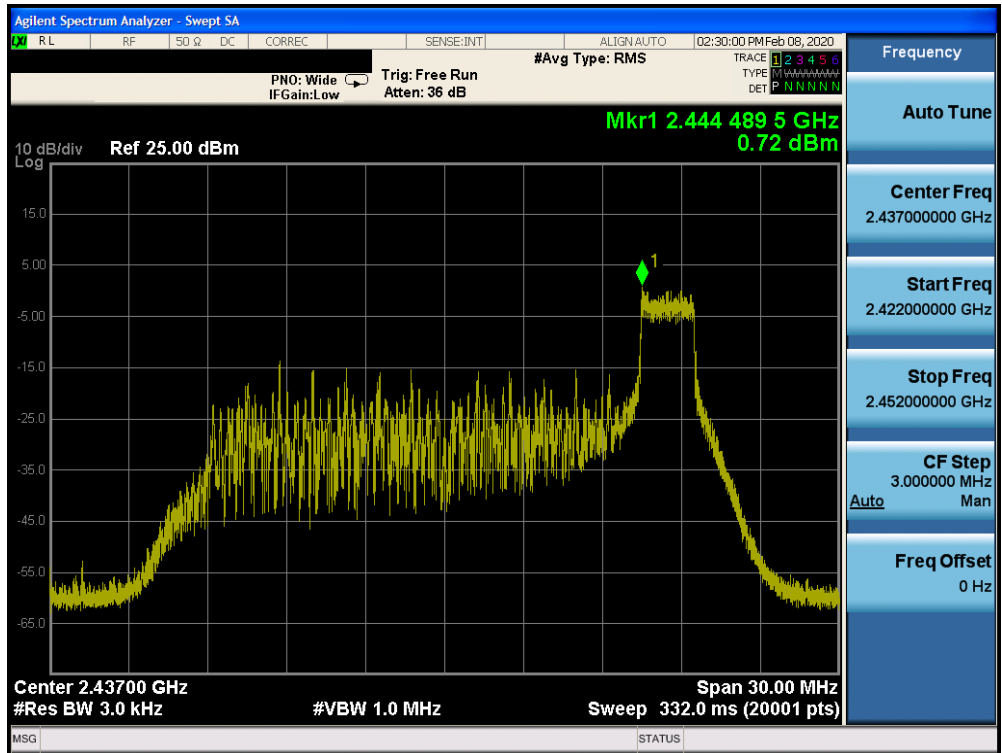 Agilent Spectrum Analyzer - Swept SA
LXI RL RF 50 Ω DC CORREC SENSE:INT ALIGN AUTO 02:30:00 PM Feb 08, 2020
#Avg Type: RMS TRACE 1 2 3 4 5 6
PNO: Wide Trig: Free Run TYPE M WWWWW
IFGain:Low Atten: 36 dB DET P N N N N N
Mkr1 2.444 489 5 GHz
0.72 dBm
10 dB/div Ref 25.00 dBm
Log
15.0
5.00
1
-5.00
-15.0
-25.0
-35.0
-45.0
-55.0
-65.0
Center 2.43700 GHz Span 30.00 MHz
#Res BW 3.0 kHz #VBW 1.0 MHz Sweep 332.0 ms (20001 pts)
MSG STATUS
Frequency
Auto Tune
Center Freq
2.437000000 GHz
Start Freq
2.422000000 GHz
Stop Freq
2.452000000 GHz
CF Step
3.000000 MHz
Auto Man
Freq Offset
0 Hz